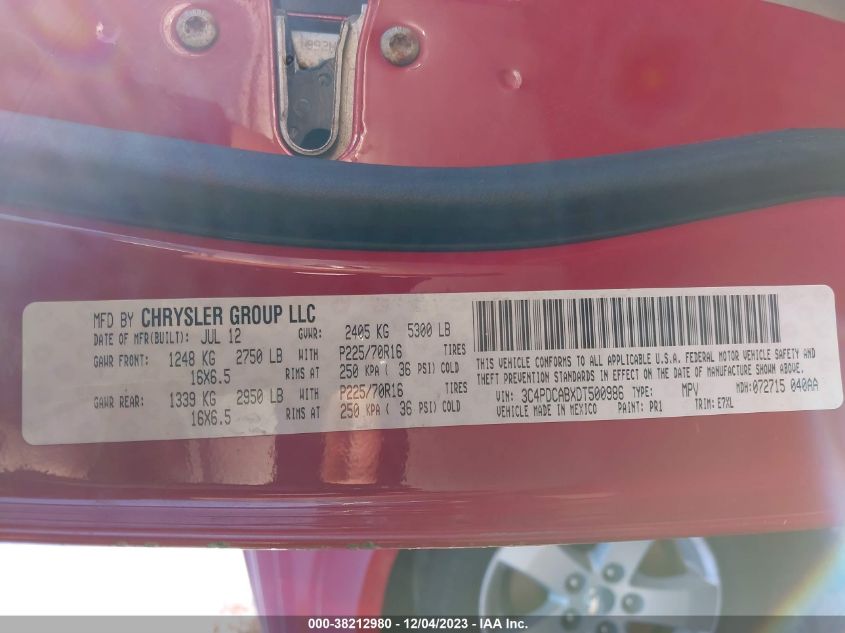 MFD BY CHRYSLER GROUP LLC
DATE OF MFR(BUILT): JUL 12 GVWR: 2405 KG 5300 LB
GAWR FRONT: 1248 KG 2750 LB WITH P225/70R16 TIRES
16X6.5 RIMS AT 250 KPA ( 36 PSI) COLD
GAWR REAR: 1339 KG 2950 LB WITH P225/70R16 TIRES
16X6.5 RIMS AT 250 KPA ( 36 PSI) COLD
THIS VEHICLE CONFORMS TO ALL APPLICABLE U.S.A. FEDERAL MOTOR VEHICLE SAFETY AND
THEFT PREVENTION STANDARDS IN EFFECT ON THE DATE OF MANUFACTURE SHOWN ABOVE.
VIN: 3C4PDCABXDT500986 TYPE: MPV MDH: 072715 040AA
VEHICLE MADE IN MEXICO PAINT: PR1 TRIM: E7XL
000-38212980 - 12/04/2023 - IAA Inc.